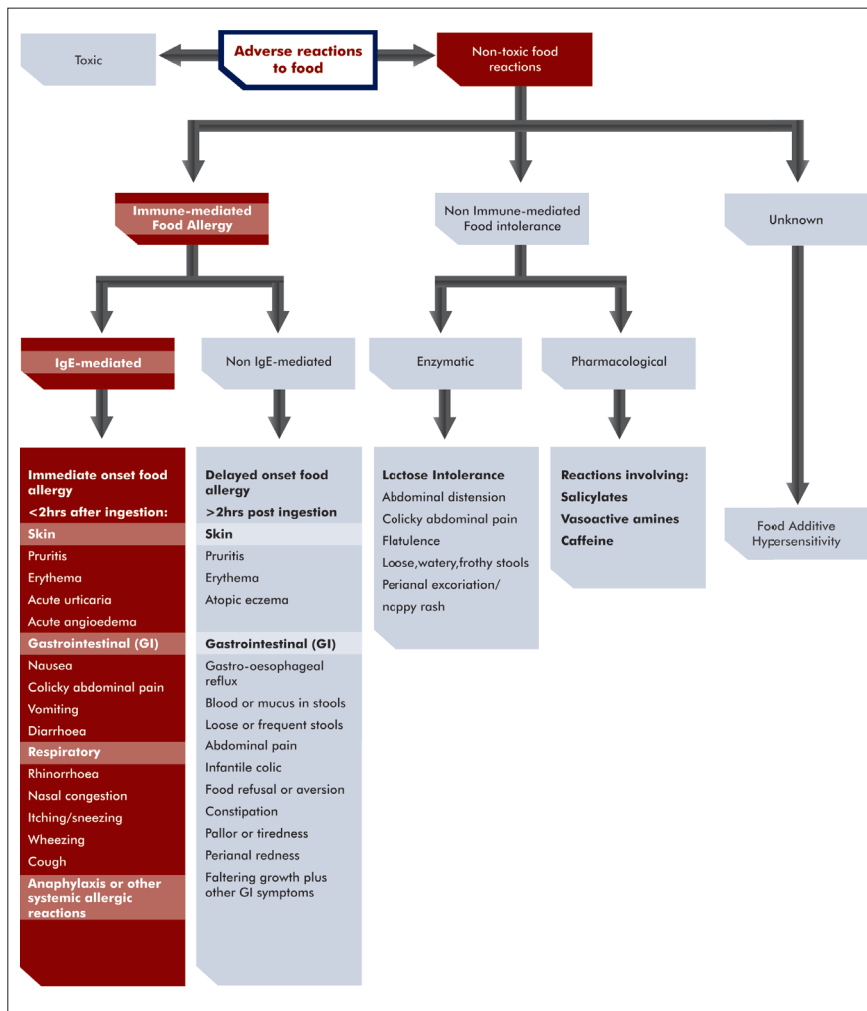 Toxic
Adverse reactions
to food
Non-toxic food
reactions
Immune-mediated
Food Allergy
Non Immune-mediated
Food intolerance
Unknown
IgE-mediated
Non IgE-mediated
Enzymatic
Pharmacological
Immediate onset food
allergy
<2hrs after ingestion:
Skin
Pruritis
Erythema
Acute urticaria
Acute angioedema
Gastrointestinal (GI)
Nausea
Colicky abdominal pain
Vomiting
Diarrhoea
Respiratory
Rhinorrhoea
Nasal congestion
Itching/sneezing
Wheezing
Cough
Anaphylaxis or other
systemic allergic
reactions
Delayed onset food
allergy
>2hrs post ingestion
Skin
Pruritis
Erythema
Atopic eczema
Gastrointestinal (GI)
Gastro-oesophageal
reflux
Blood or mucus in stools
Loose or frequent stools
Abdominal pain
Infantile colic
Food refusal or aversion
Constipation
Pallor or tiredness
Perianal redness
Faltering growth plus
other GI symptoms
Lactose Intolerance
Abdominal distension
Colicky abdominal pain
Flatulence
Loose,watery,frothy stools
Perianal excoriation/
nappy rash
Reactions involving:
Salicylates
Vasoactive amines
Caffeine
Food Additive
Hypersensitivity